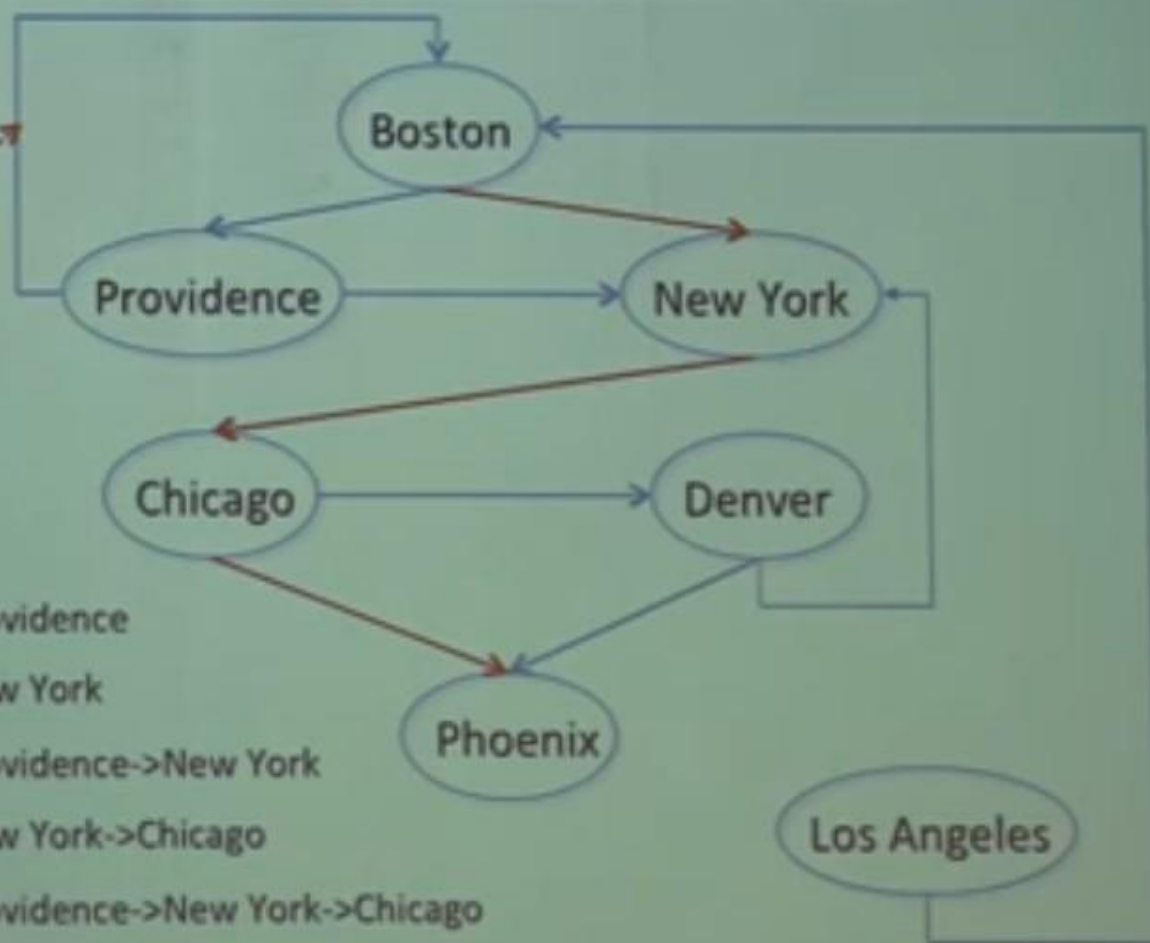 Boston
Providence
New York
Chicago
Denver
vidence
Phoenix
w York
vidence->New York
w York->Chicago
Los Angeles
vidence->New York->Chicago